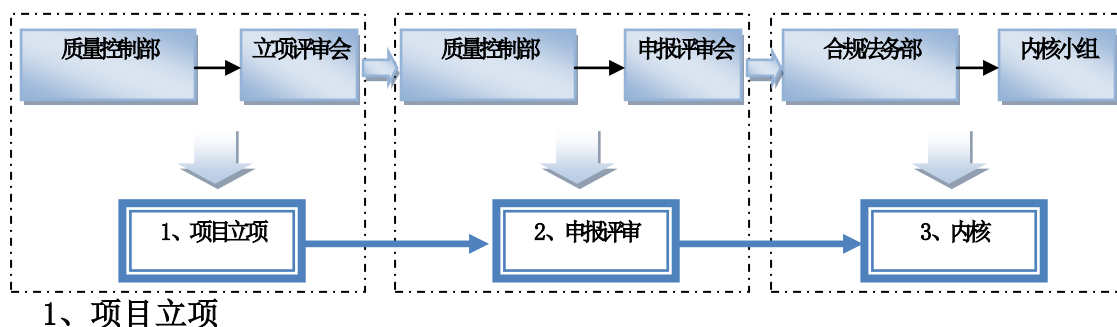 质量控制部
立项评审会
质量控制部
申报评审会
合规法务部
内核小组
1、项目立项
2、申报评审
3、内核
1、项目立项